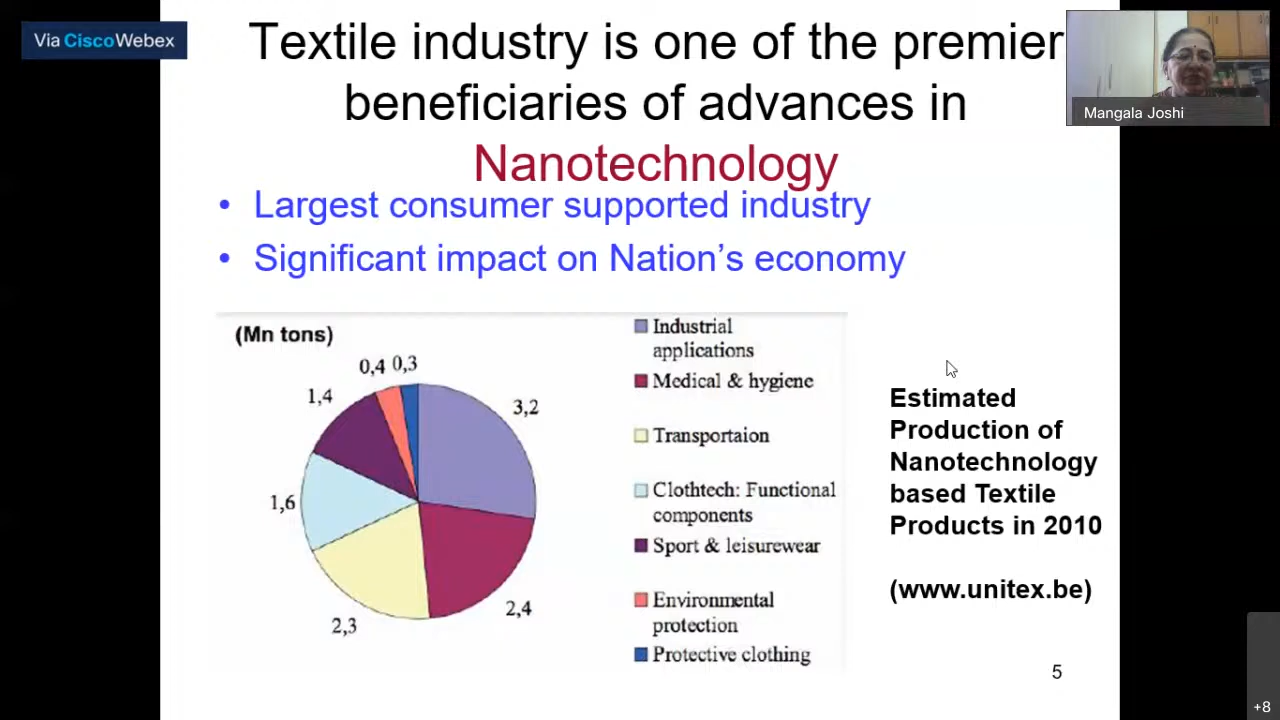 Via Cisco Webex
Textile industry is one of the premier
beneficiaries of advances in
Nanotechnology
Mangala Joshi
• Largest consumer supported industry
• Significant impact on Nation's economy
(Mn tons)
0,4 0,3
1,4
3,2
1,6
2,4
2,3
Industrial
applications
Medical & hygiene
Transportaion
Clothtech: Functional
components
Sport & leisurewear
Environmental
protection
Protective clothing
Estimated
Production of
Nanotechnology
based Textile
Products in 2010
(www.unitex.be)
5
+8